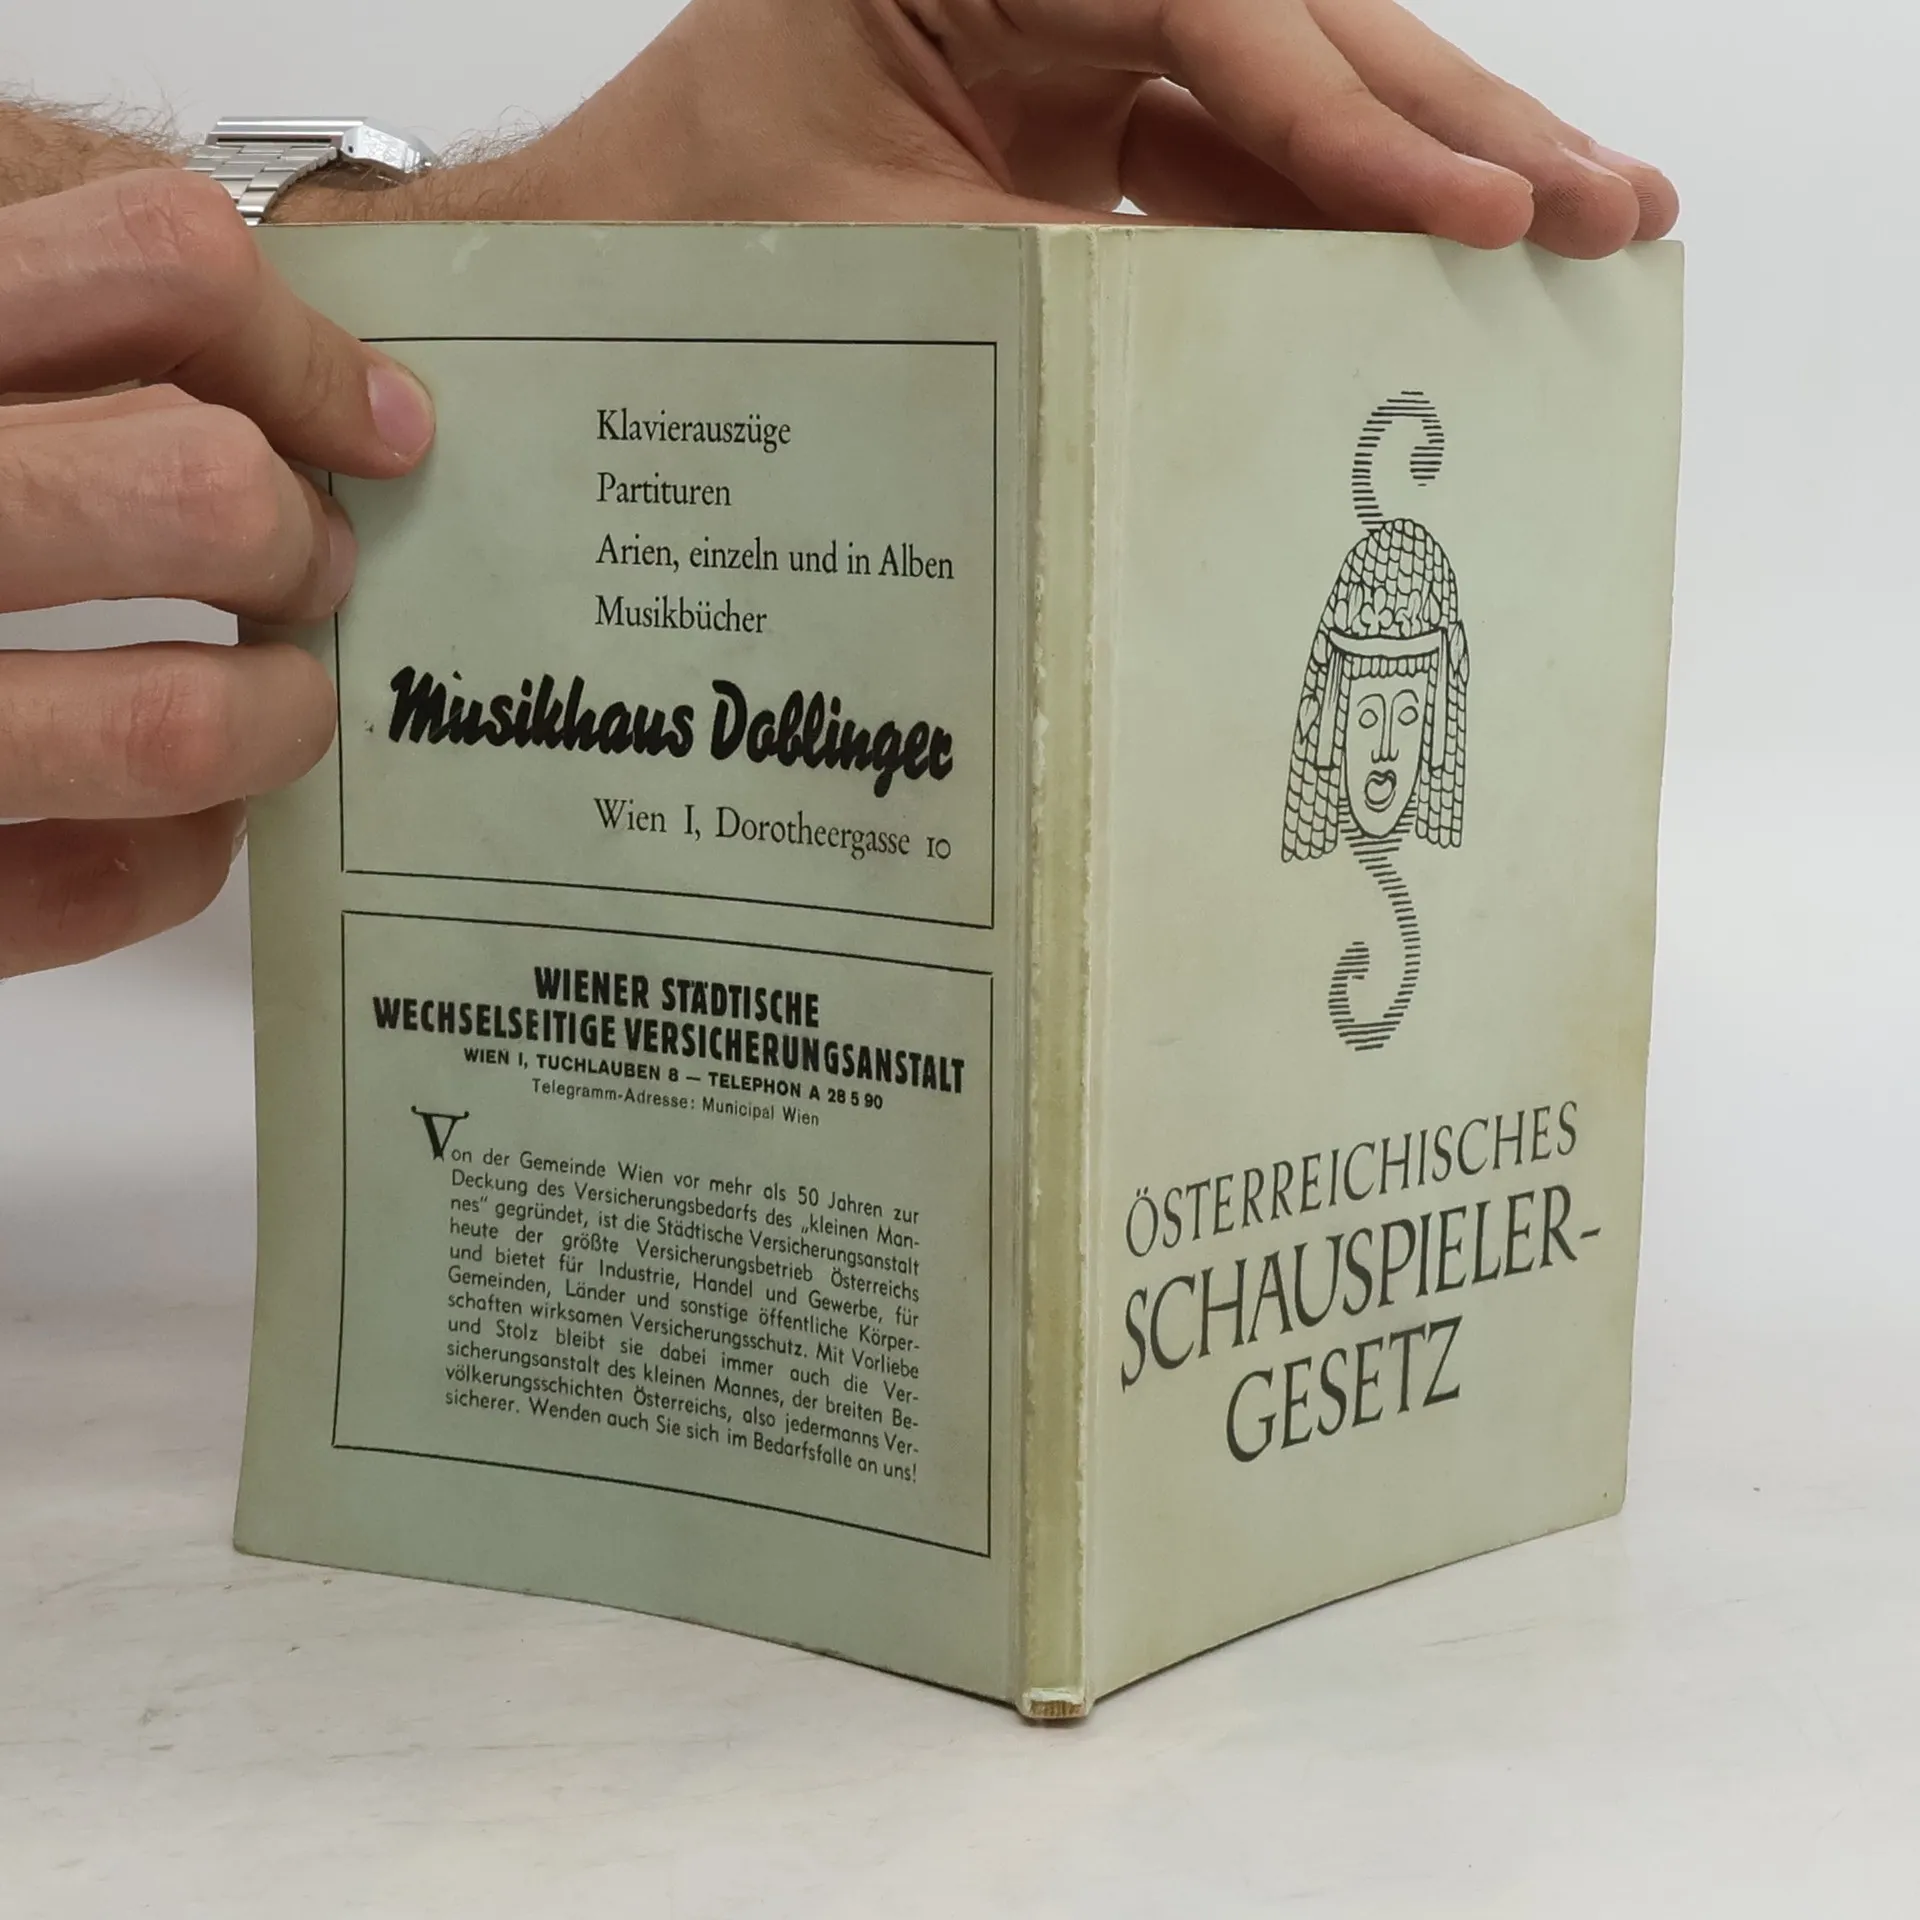 Klavierauszüge
Partituren
Arien, einzeln und in Alben
Musikbücher
Musikhaus Doblinger
Wien I, Dorotheergasse 10
WIENER STÄDTISCHE
WECHSELSEITIGE VERSICHERUNGSANSTALT
WIEN I, TUCHLAUBEN 8 — TELEPHON A 28 5 90
Telegramm-Adresse: Municipal Wien
Von der Gemeinde Wien vor mehr als 50 Jahren zur
Deckung des Versicherungsbedarfs des „kleinen Man-
nes“ gegründet, ist die Städtische Versicherungsanstalt
heute der größte Versicherungsbetrieb Österreichs
und bietet für Industrie, Handel und Gewerbe, für
Gemeinden, Länder und sonstige öffentliche Körper-
schaften wirksamen Versicherungsschutz. Mit Vorliebe
und Stolz bleibt sie dabei immer auch die Ver-
sicherungsanstalt des kleinen Mannes, der breiten Be-
völkerungsschichten Österreichs, also jedermanns Ver-
sicherer. Wenden auch Sie sich im Bedarfsfalle an uns!
ÖSTERREICHISCHES
SCHAUSPIELER-
GESETZ